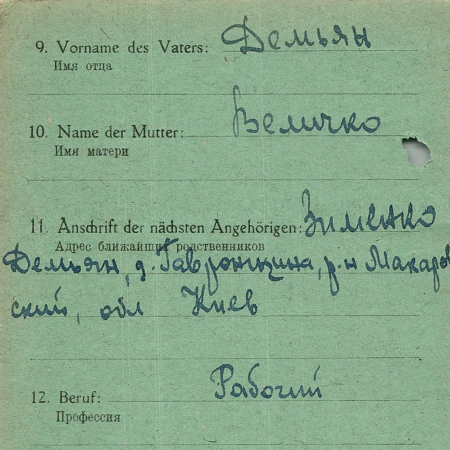 9. Vorname des Vaters: Демьян
Имя отца
10. Name der Mutter: Величко
Имя матери
11. Anschrift der nächsten Angehörigen: Зименко
Адрес ближайших родственников
Демьян, д. Гавронщина, р-н Макаров
ский, обл Киев
12. Beruf: Рабочий
Профессия